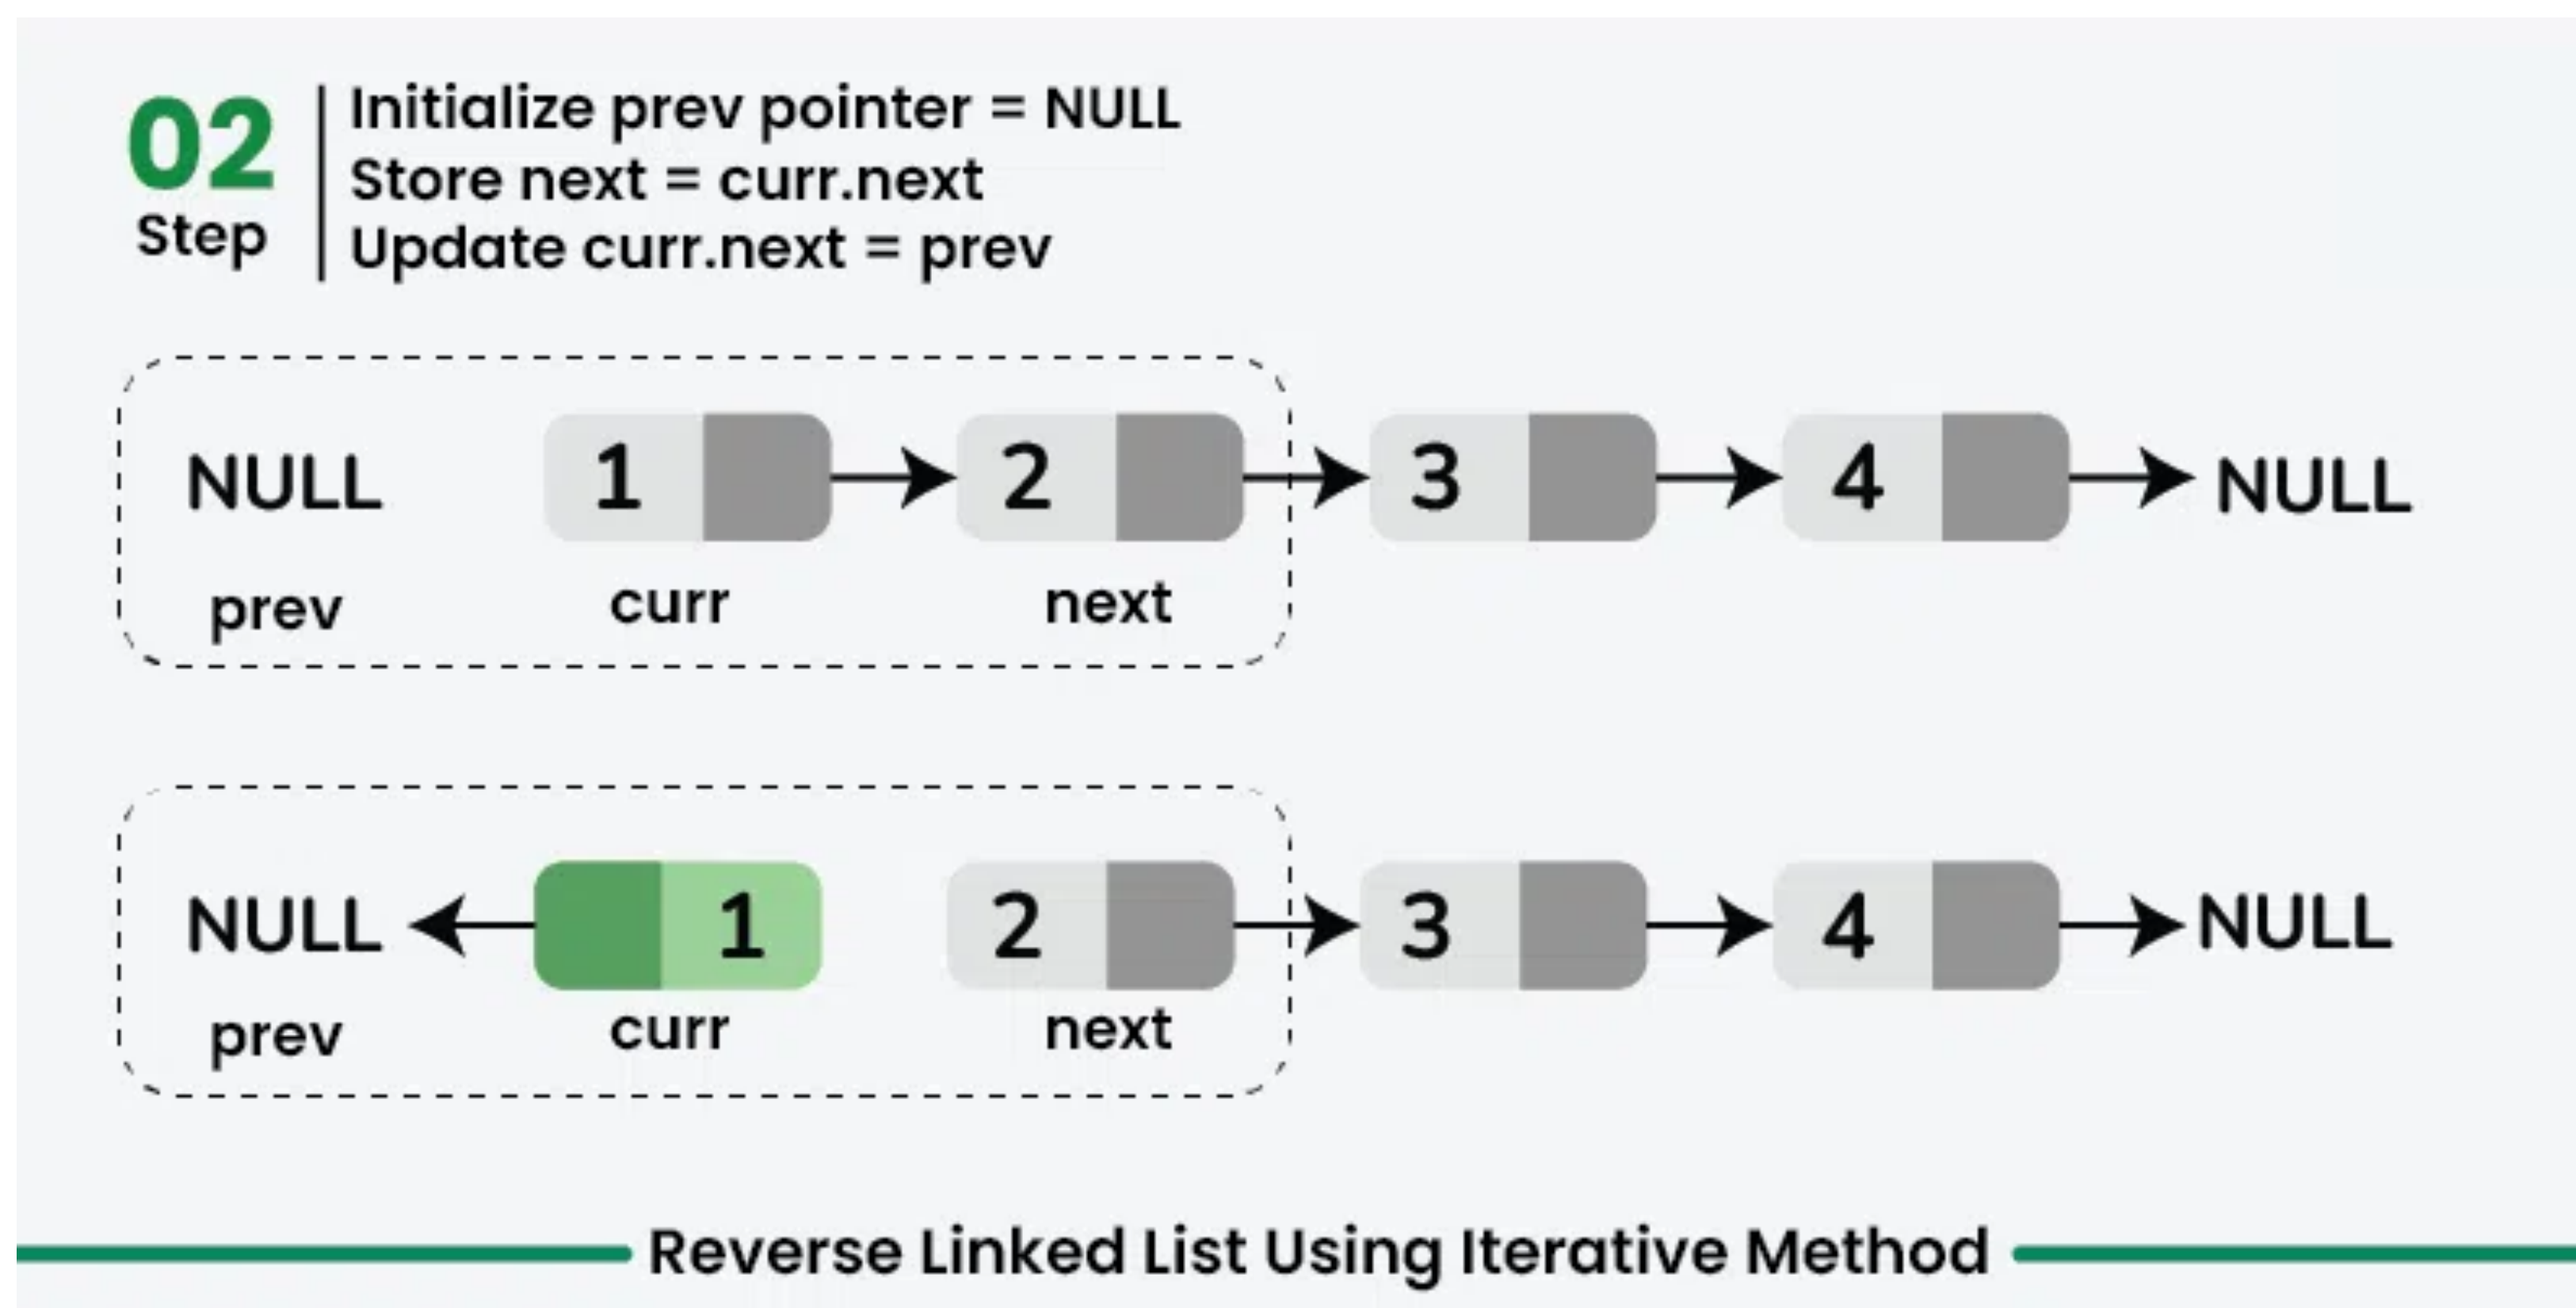 02
Step
Initialize prev pointer = NULL
Store next = curr.next
Update curr.next = prev
NULL 1 2 3 4 NULL
prev curr next
NULL 1 2 3 4 NULL
prev curr next
Reverse Linked List Using Iterative Method